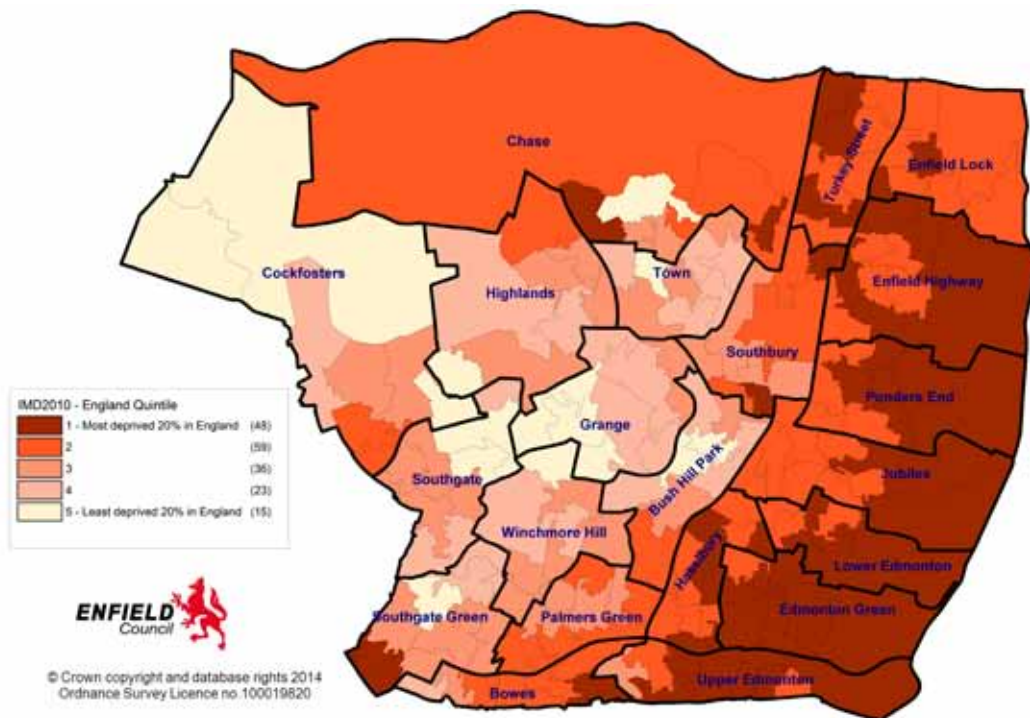 Chase
Turkey Street
Enfield Lock
Cockfosters
Highlands
Town
Enfield Highway
Southbury
Ponders End
Grange
Bush Hill Park
Jubilee
Southgate
Winchmore Hill
Haselbury
Lower Edmonton
Edmonton Green
Southgate Green
Palmers Green
Upper Edmonton
Bowes
IMD2010 - England Quintile
1 - Most deprived 20% in England (48)
2 (59)
3 (36)
4 (23)
5 - Least deprived 20% in England (15)
ENFIELD
Council
© Crown copyright and database rights 2014
Ordnance Survey Licence no.100019820